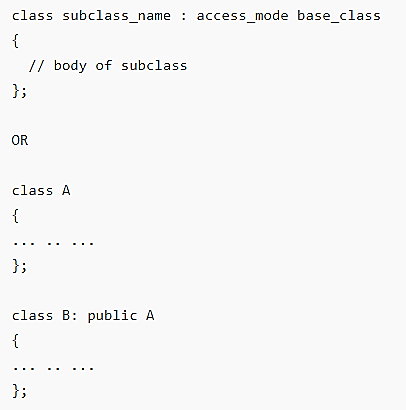 class subclass_name : access_mode base_class
{
  // body of subclass
};
OR
class A
{
... .. ...
};
class B: public A
{
... .. ...
};